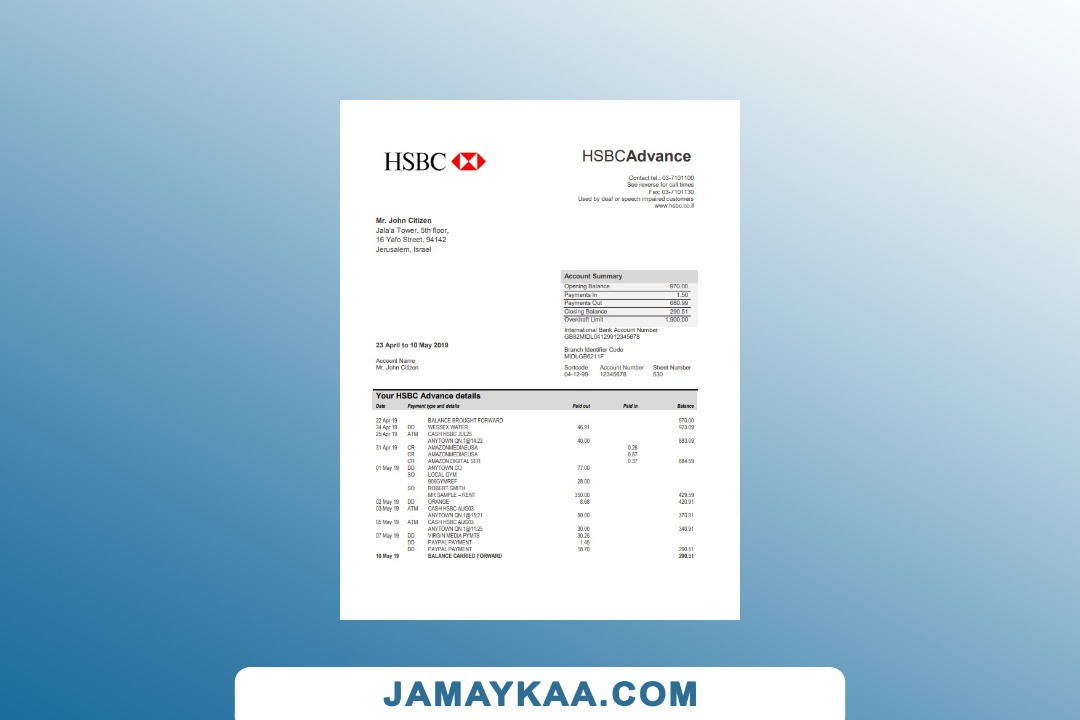 HSBC
HSBCAdvance
Contact tel.: 03-7101100
See reverse for call times
Fax: 03-7101130
Used by deaf or speech impaired customers
www.hsbc.co.il
Mr. John Citizen
Jala'a Tower, 5th floor,
16 Yafo Street, 94142
Jerusalem, Israel
Account Summary
Opening Balance 970.00
Payments In 1.50
Payments Out 680.99
Closing Balance 290.51
Overdraft Limit 1,900.00
International Bank Account Number
GB82MIDL04129912345678
23 April to 10 May 2019
Branch Identifier Code
MIDLGB6211F
Account Name
Mr. John Citizen
Sortcode Account Number Sheet Number
04-12-99 12345678 530
Your HSBC Advance details
Date Payment type and details Paid out Paid in Balance
22 Apr 19 BALANCE BROUGHT FORWARD 970.00
24 Apr 19 DD WESSEX WATER 46.91 923.09
25 Apr 19 ATM CASH HSBC JUL25
ANYTOWN QN 1@14:22 40.00 883.09
31 Apr 19 CR AMAZONMEDIAEUSA 0.26
CR AMAZONMEDIAEUSA 0.87
CR AMAZON DIGITAL SER 0.37 884.59
01 May 19 DD ANYTOWN CO 77.00
SO LOCAL GYM
909GYMREF 28.00
SO ROBERT SMITH
MR SAMPLE – RENT 350.00 429.59
02 May 19 DD ORANGE 8.68 420.91
03 May 19 ATM CASH HSBC AUG03
ANYTOWN QN 1@15:21 50.00 370.91
05 May 19 ATM CASH HSBC AUG03
ANYTOWN QN 1@11:25 30.00 340.91
07 May 19 DD VIRGIN MEDIA PYMTS 30.26
DD PAYPAL PAYMENT 1.46
DD PAYPAL PAYMENT 18.70 290.51
10 May 19 BALANCE CARRIED FORWARD 290.51
JAMAYKAA.COM